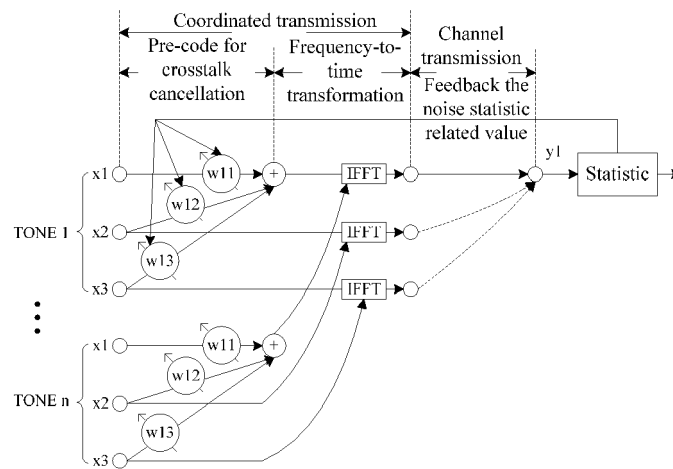 Coordinated transmission
Pre-code for
crosstalk
cancellation
Frequency-to-
time
transformation
Channel
transmission
Feedback the
noise statistic
related value
TONE 1
x1
w11
+
IFFT
y1
Statistic
w12
x2
IFFT
w13
x3
IFFT
TONE n
x1
w11
+
w12
x2
w13
x3